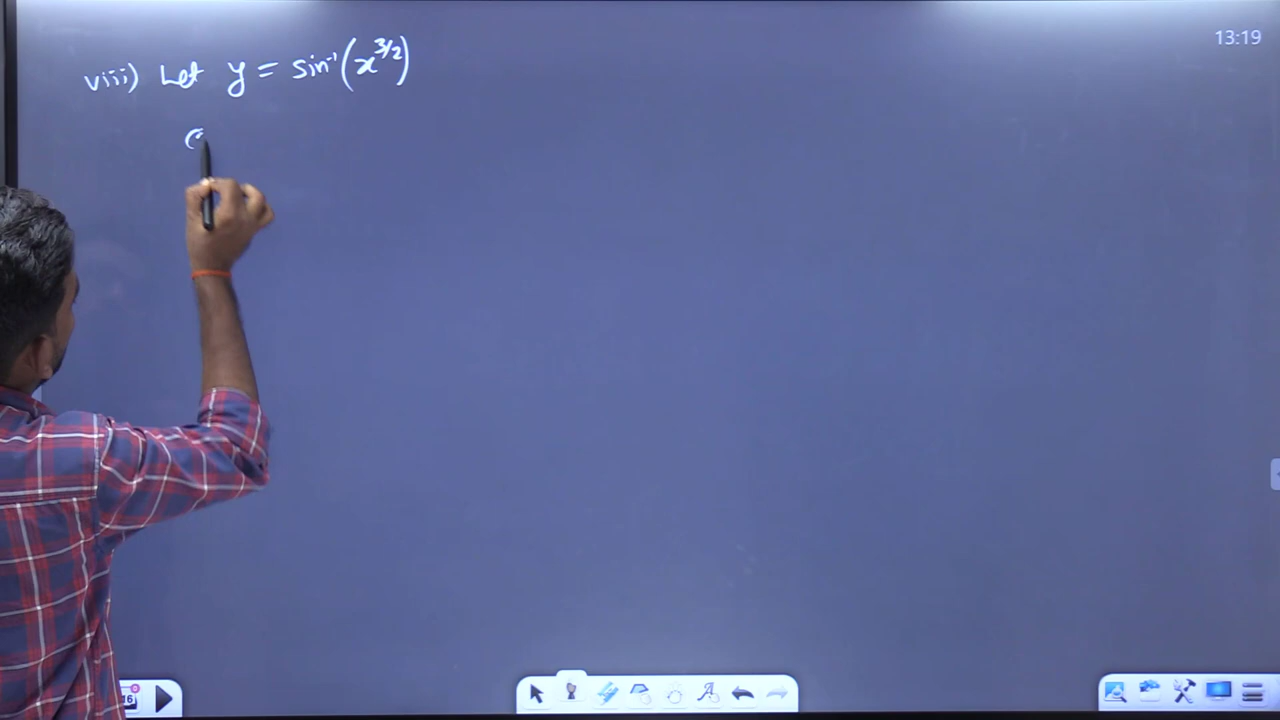 13:19
viii) Let y = sin⁻¹(x^3/2)